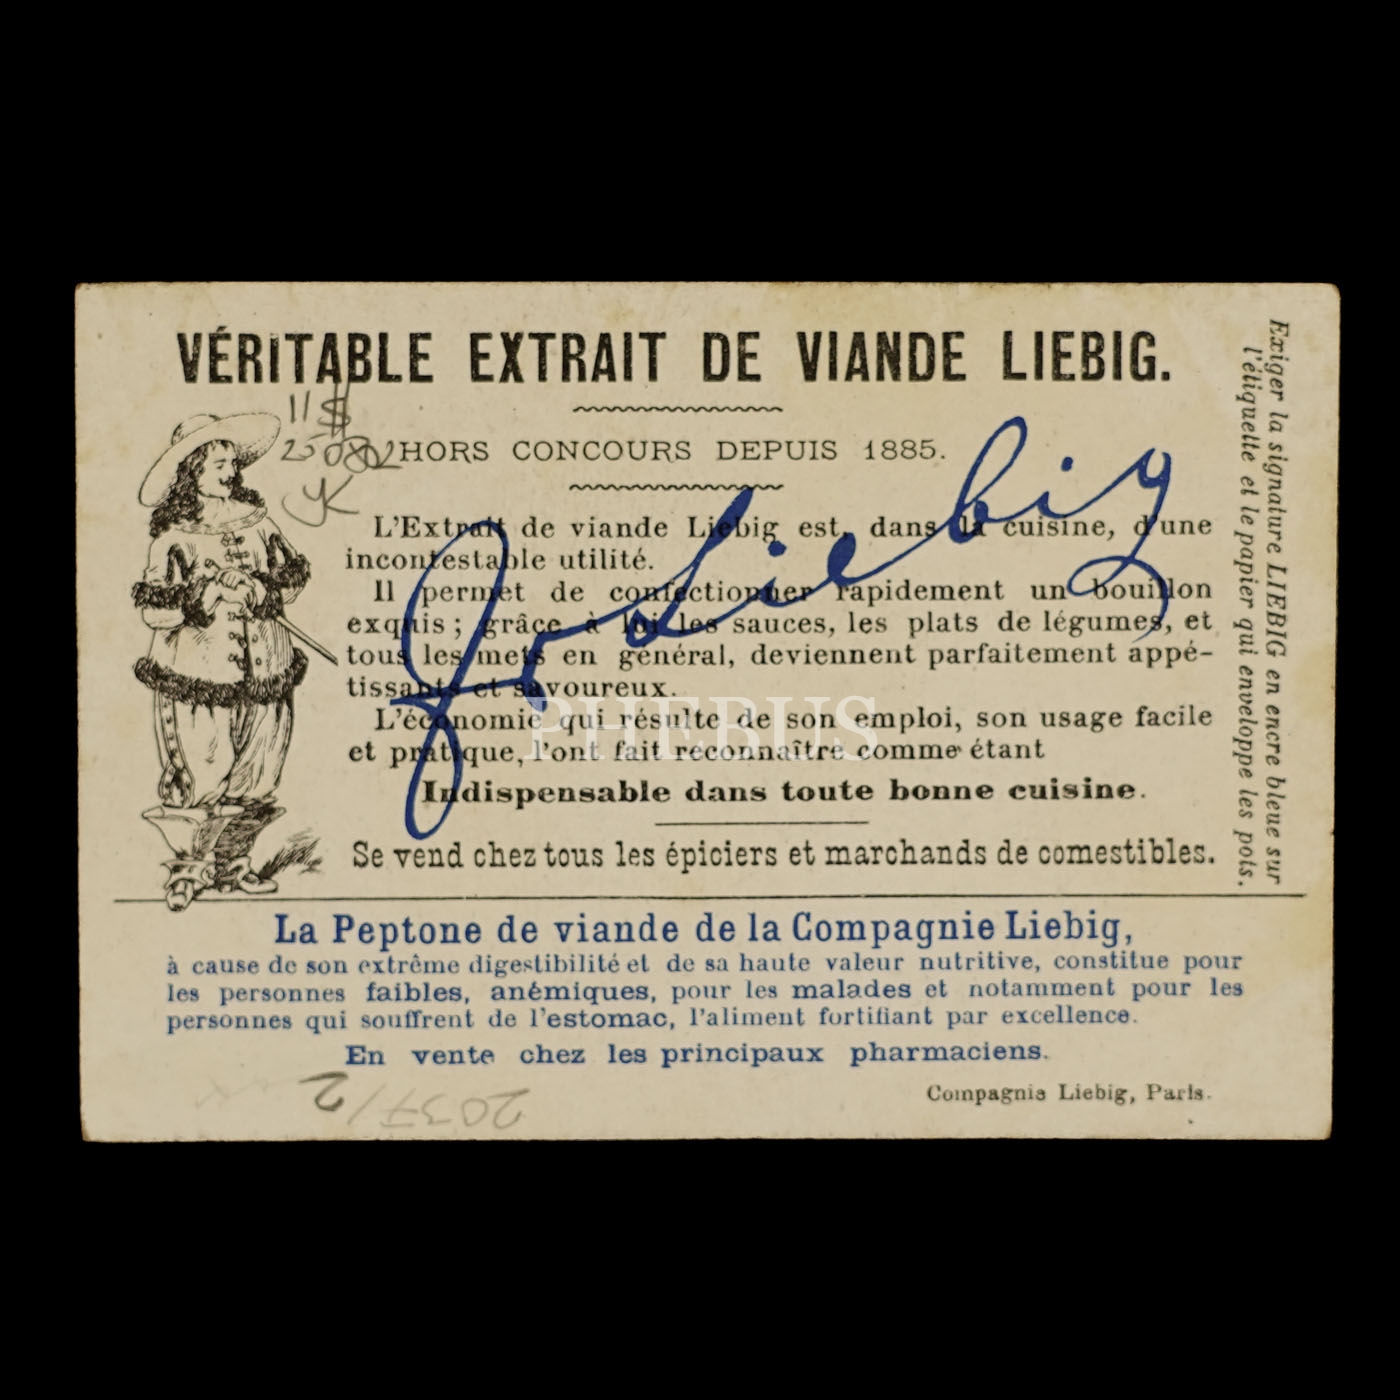 VÉRITABLE EXTRAIT DE VIANDE LIEBIG.
11 $
HORS CONCOURS DEPUIS 1885.
L'Extrait de viande Liebig est, dans la cuisine, d'une
incontestable utilité.
Il permet de confectionner rapidement un bouillon
exquis ; grâce à lui les sauces, les plats de légumes, et
tous les mets en général, deviennent parfaitement appé-
tissants et savoureux.
L'économie qui résulte de son emploi, son usage facile
et pratique, l'ont fait reconnaître comme étant
Indispensable dans toute bonne cuisine.
Se vend chez tous les épiciers et marchands de comestibles.
JvLiebig
PHEBUS
Exiger la signature LIEBIG en encre bleue sur
l'étiquette et le papier qui enveloppe les pots.
La Peptone de viande de la Compagnie Liebig,
à cause de son extrême digestibilité et de sa haute valeur nutritive, constitue pour
les personnes faibles, anémiques, pour les malades et notamment pour les
personnes qui souffrent de l'estomac, l'aliment fortifiant par excellence.
En vente chez les principaux pharmaciens.
Compagnie Liebig, Paris.
2037/2